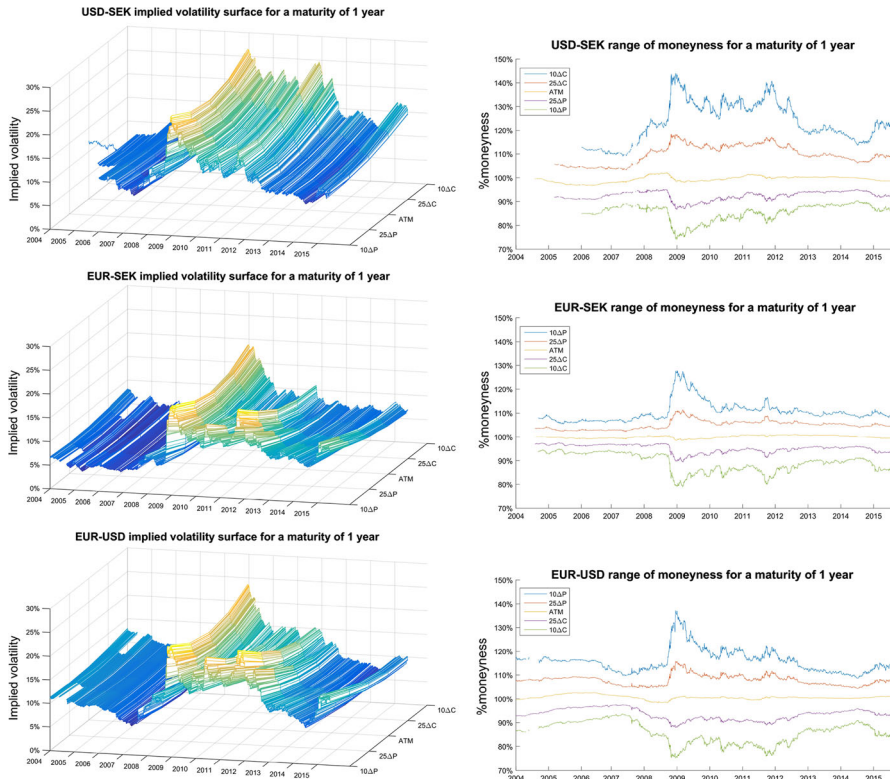 USD-SEK implied volatility surface for a maturity of 1 year
30%
25%
20%
15%
10%
5%
0%
Implied volatility
2004
2005
2006
2007
2008
2009
2010
2011
2012
2013
2014
2015
10ΔP
25ΔP
ATM
25ΔC
10ΔC
USD-SEK range of moneyness for a maturity of 1 year
150%
140%
130%
120%
110%
100%
90%
80%
70%
%moneyness
10ΔC
25ΔC
ATM
25ΔP
10ΔP
2004 2005 2006 2007 2008 2009 2010 2011 2012 2013 2014 2015
EUR-SEK implied volatility surface for a maturity of 1 year
30%
25%
20%
15%
10%
5%
0%
Implied volatility
2004
2005
2006
2007
2008
2009
2010
2011
2012
2013
2014
2015
10ΔP
25ΔP
ATM
25ΔC
10ΔC
EUR-SEK range of moneyness for a maturity of 1 year
150%
140%
130%
120%
110%
100%
90%
80%
70%
%moneyness
10ΔP
25ΔP
ATM
25ΔC
10ΔC
2004 2005 2006 2007 2008 2009 2010 2011 2012 2013 2014 2015
EUR-USD implied volatility surface for a maturity of 1 year
30%
25%
20%
15%
10%
5%
0%
Implied volatility
2004
2005
2006
2007
2008
2009
2010
2011
2012
2013
2014
2015
10ΔP
25ΔP
ATM
25ΔC
10ΔC
EUR-USD range of moneyness for a maturity of 1 year
150%
140%
130%
120%
110%
100%
90%
80%
70%
%moneyness
10ΔP
25ΔP
ATM
25ΔC
10ΔC
2004 2005 2006 2007 2008 2009 2010 2011 2012 2013 2014 2015